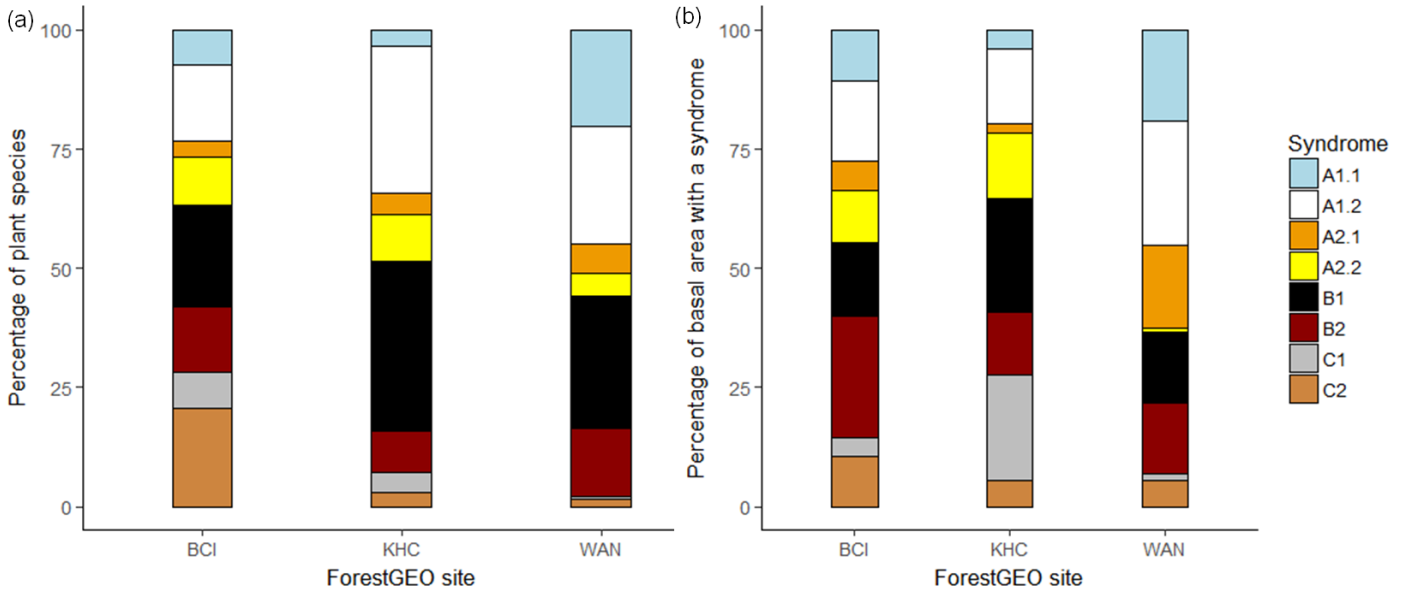 (a)
Percentage of plant species
100
75
50
25
0
BCI KHC WAN
ForestGEO site
(b)
Percentage of basal area with a syndrome
100
75
50
25
0
BCI KHC WAN
ForestGEO site
Syndrome
A1.1
A1.2
A2.1
A2.2
B1
B2
C1
C2